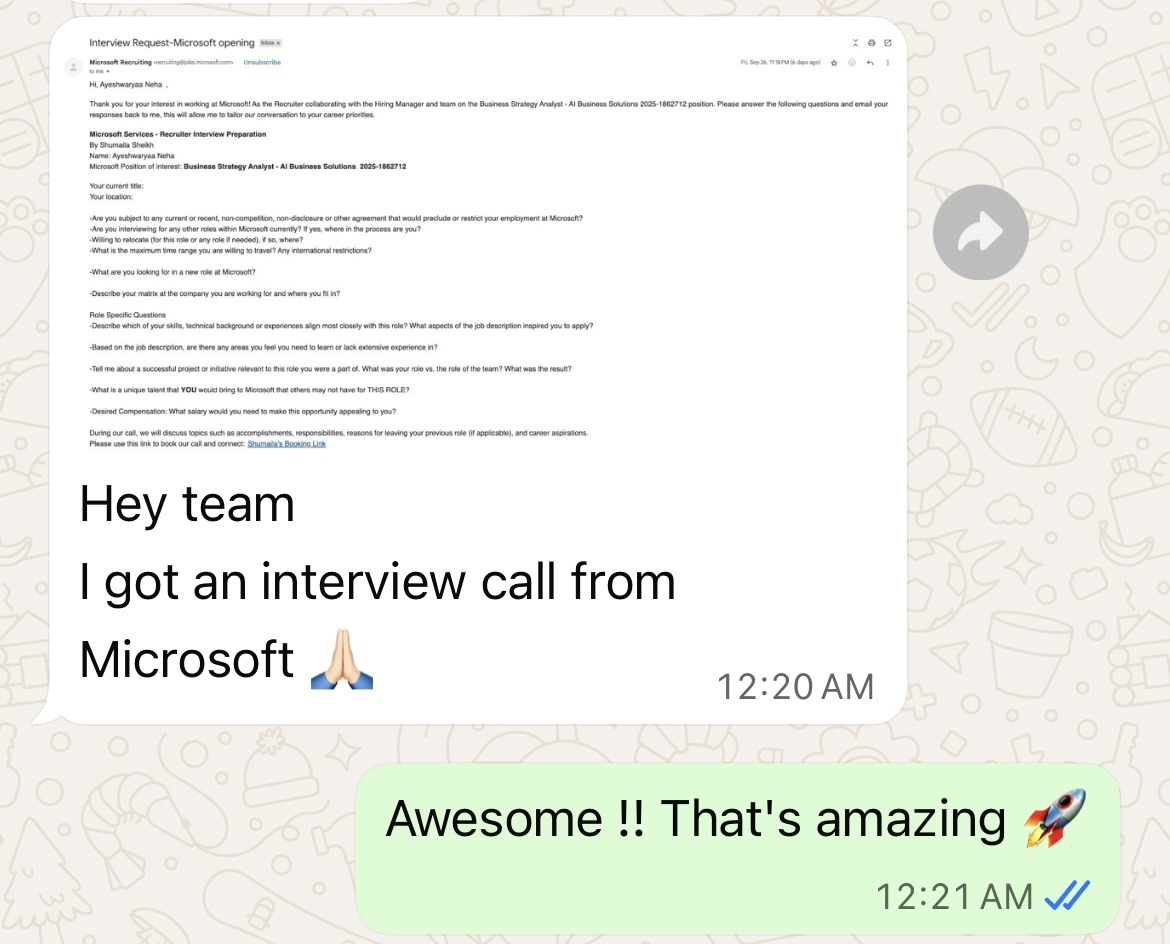 Interview Request-Microsoft opening Inbox ×
Microsoft Recruiting <recruiting@jobs.microsoft.com> Unsubscribe Fri, Sep 26, 11:18PM (6 days ago)
to me
Hi, Ayeshwaryaa Neha ,
Thank you for your interest in working at Microsoft! As the Recruiter collaborating with the Hiring Manager and team on the Business Strategy Analyst - AI Business Solutions 2025-1862712 position. Please answer the following questions and email your
responses back to me, this will allow me to tailor our conversation to your career priorities.
Microsoft Services - Recruiter Interview Preparation
By Shumaila Sheikh
Name: Ayeshwaryaa Neha
Microsoft Position of interest: Business Strategy Analyst - AI Business Solutions 2025-1862712
Your current title:
Your location:
-Are you subject to any current or recent, non-competition, non-disclosure or other agreement that would preclude or restrict your employment at Microsoft?
-Are you interviewing for any other roles within Microsoft currently? If yes, where in the process are you?
-Willing to relocate (for this role or any role if needed), if so, where?
-What is the maximum time range you are willing to travel? Any international restrictions?
-What are you looking for in a new role at Microsoft?
-Describe your matrix at the company you are working for and where you fit in?
Role Specific Questions
-Describe which of your skills, technical background or experiences align most closely with this role? What aspects of the job description inspired you to apply?
-Based on the job description, are there any areas you feel you need to learn or lack extensive experience in?
-Tell me about a successful project or initiative relevant to this role you were a part of. What was your role vs. the role of the team? What was the result?
-What is a unique talent that YOU would bring to Microsoft that others may not have for THIS ROLE?
-Desired Compensation: What salary would you need to make this opportunity appealing to you?
During our call, we will discuss topics such as accomplishments, responsibilities, reasons for leaving your previous role (if applicable), and career aspirations.
Please use this link to book our call and connect: Shumaila's Booking Link
Hey team
I got an interview call from
Microsoft 🙏🏻
12:20 AM
Awesome !! That's amazing 🚀
12:21 AM